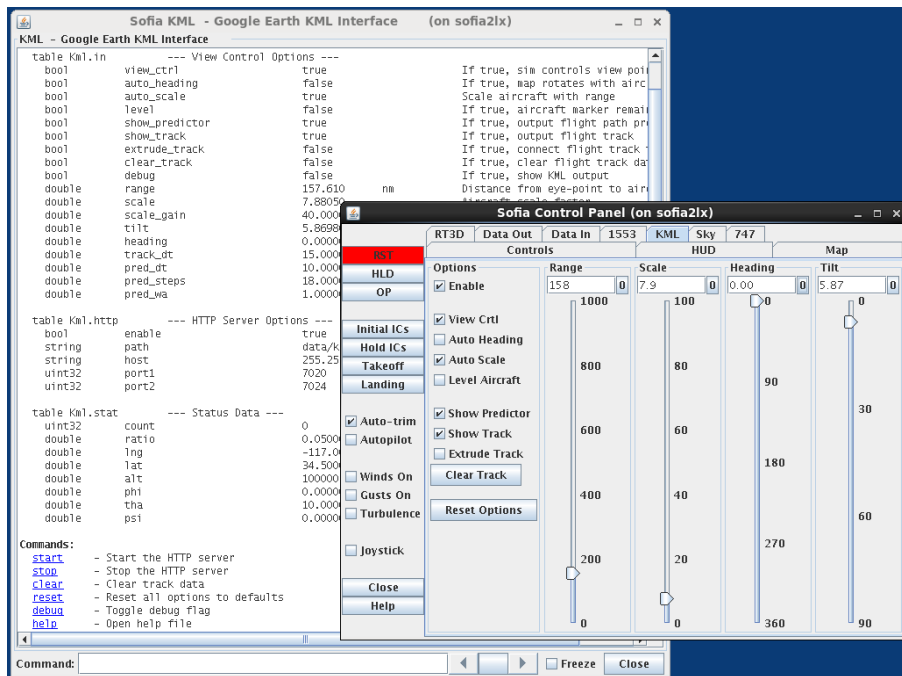 Sofia KML - Google Earth KML Interface (on sofia2lx)
KML - Google Earth KML Interface
table Kml.in --- View Control Options ---
bool view_ctrl true If true, sim controls view poin
bool auto_heading false If true, map rotates with airc
bool auto_scale true Scale aircraft with range
bool level false If true, aircraft marker remai
bool show_predictor true If true, output flight path pr
bool show_track true If true, output flight track
bool extrude_track false If true, connect flight track
bool clear_track false If true, clear flight track da
bool debug false If true, show KML output
double range 157.610 nm Distance from eye-point to air
double scale 7.8805 Aircraft scale factor
double scale_gain 40.000
double tilt 5.8698
double heading 0.0000
double track_dt 15.000
double pred_dt 10.000
double pred_steps 18.000
double pred_wa 1.0000
table Kml.http --- HTTP Server Options ---
bool enable true
string path data/k
string host 255.25
uint32 port1 7020
uint32 port2 7024
table Kml.stat --- Status Data ---
uint32 count 0
double ratio 0.0500
double lng -117.0
double lat 34.500
double alt 100000
double phi 0.0000
double tha 10.000
double psi 0.0000
Commands:
start - Start the HTTP server
stop - Stop the HTTP server
clear - Clear track data
reset - Reset all options to defaults
debug - Toggle debug flag
help - Open help file
Command:
Freeze
Close
Sofia Control Panel (on sofia2lx)
RT3D Data Out Data In 1553 KML Sky 747
Controls HUD Map
RST
HLD
OP
Initial ICs
Hold ICs
Takeoff
Landing
Auto-trim
Autopilot
Winds On
Gusts On
Turbulence
Joystick
Close
Help
Options
Enable
View Crtl
Auto Heading
Auto Scale
Level Aircraft
Show Predictor
Show Track
Extrude Track
Clear Track
Reset Options
Range
158 0
1000
800
600
400
200
0
Scale
7.9 0
100
80
60
40
20
0
Heading
0.00 0
0
90
180
270
360
Tilt
5.87 0
0
30
60
90